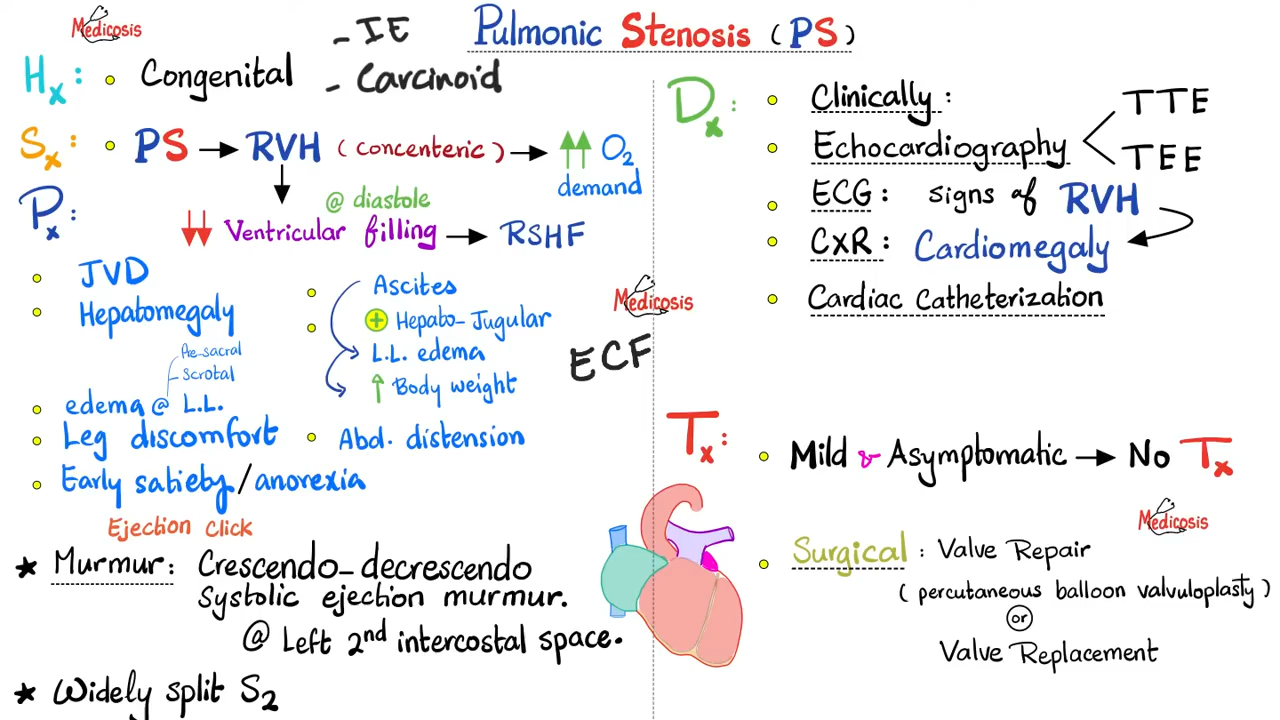 Medicosis
Pulmonic Stenosis (PS)
- IE
- Carcinoid
Hx: Congenital
Sx: PS → RVH (concenteric) → ↑↑ O2 demand
@ diastole
↓↓ Ventricular filling → RSHF
Px:
JVD
Hepatomegaly
Pre-sacral
Scrotal
edema @ L.L.
Leg discomfort
Early satiety/anorexia
Ascites
+ Hepato-Jugular
L.L. edema
↑ Body weight
Abd. distension
ECF
Medicosis
Ejection click
★ Murmur: Crescendo-decrescendo
Systolic ejection murmur.
@ Left 2nd intercostal space.
★ Widely split S2
Dx: Clinically:
Echocardiography
TTE
TEE
ECG: signs of RVH
CXR: Cardiomegaly
Cardiac Catheterization
Tx: Mild & Asymptomatic → No Tx
Medicosis
Surgical: Valve Repair
(percutaneous balloon valvuloplasty)
or
Valve Replacement